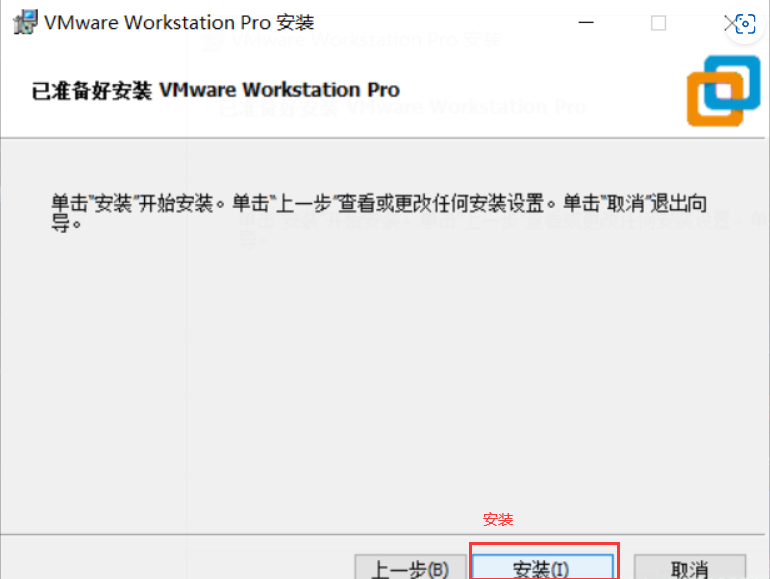 VMware Workstation Pro 安装
已准备好安装 VMware Workstation Pro
单击“安装”开始安装。单击“上一步”查看或更改任何安装设置。单击“取消”退出向
导。
安装
上一步(B) 安装(I) 取消